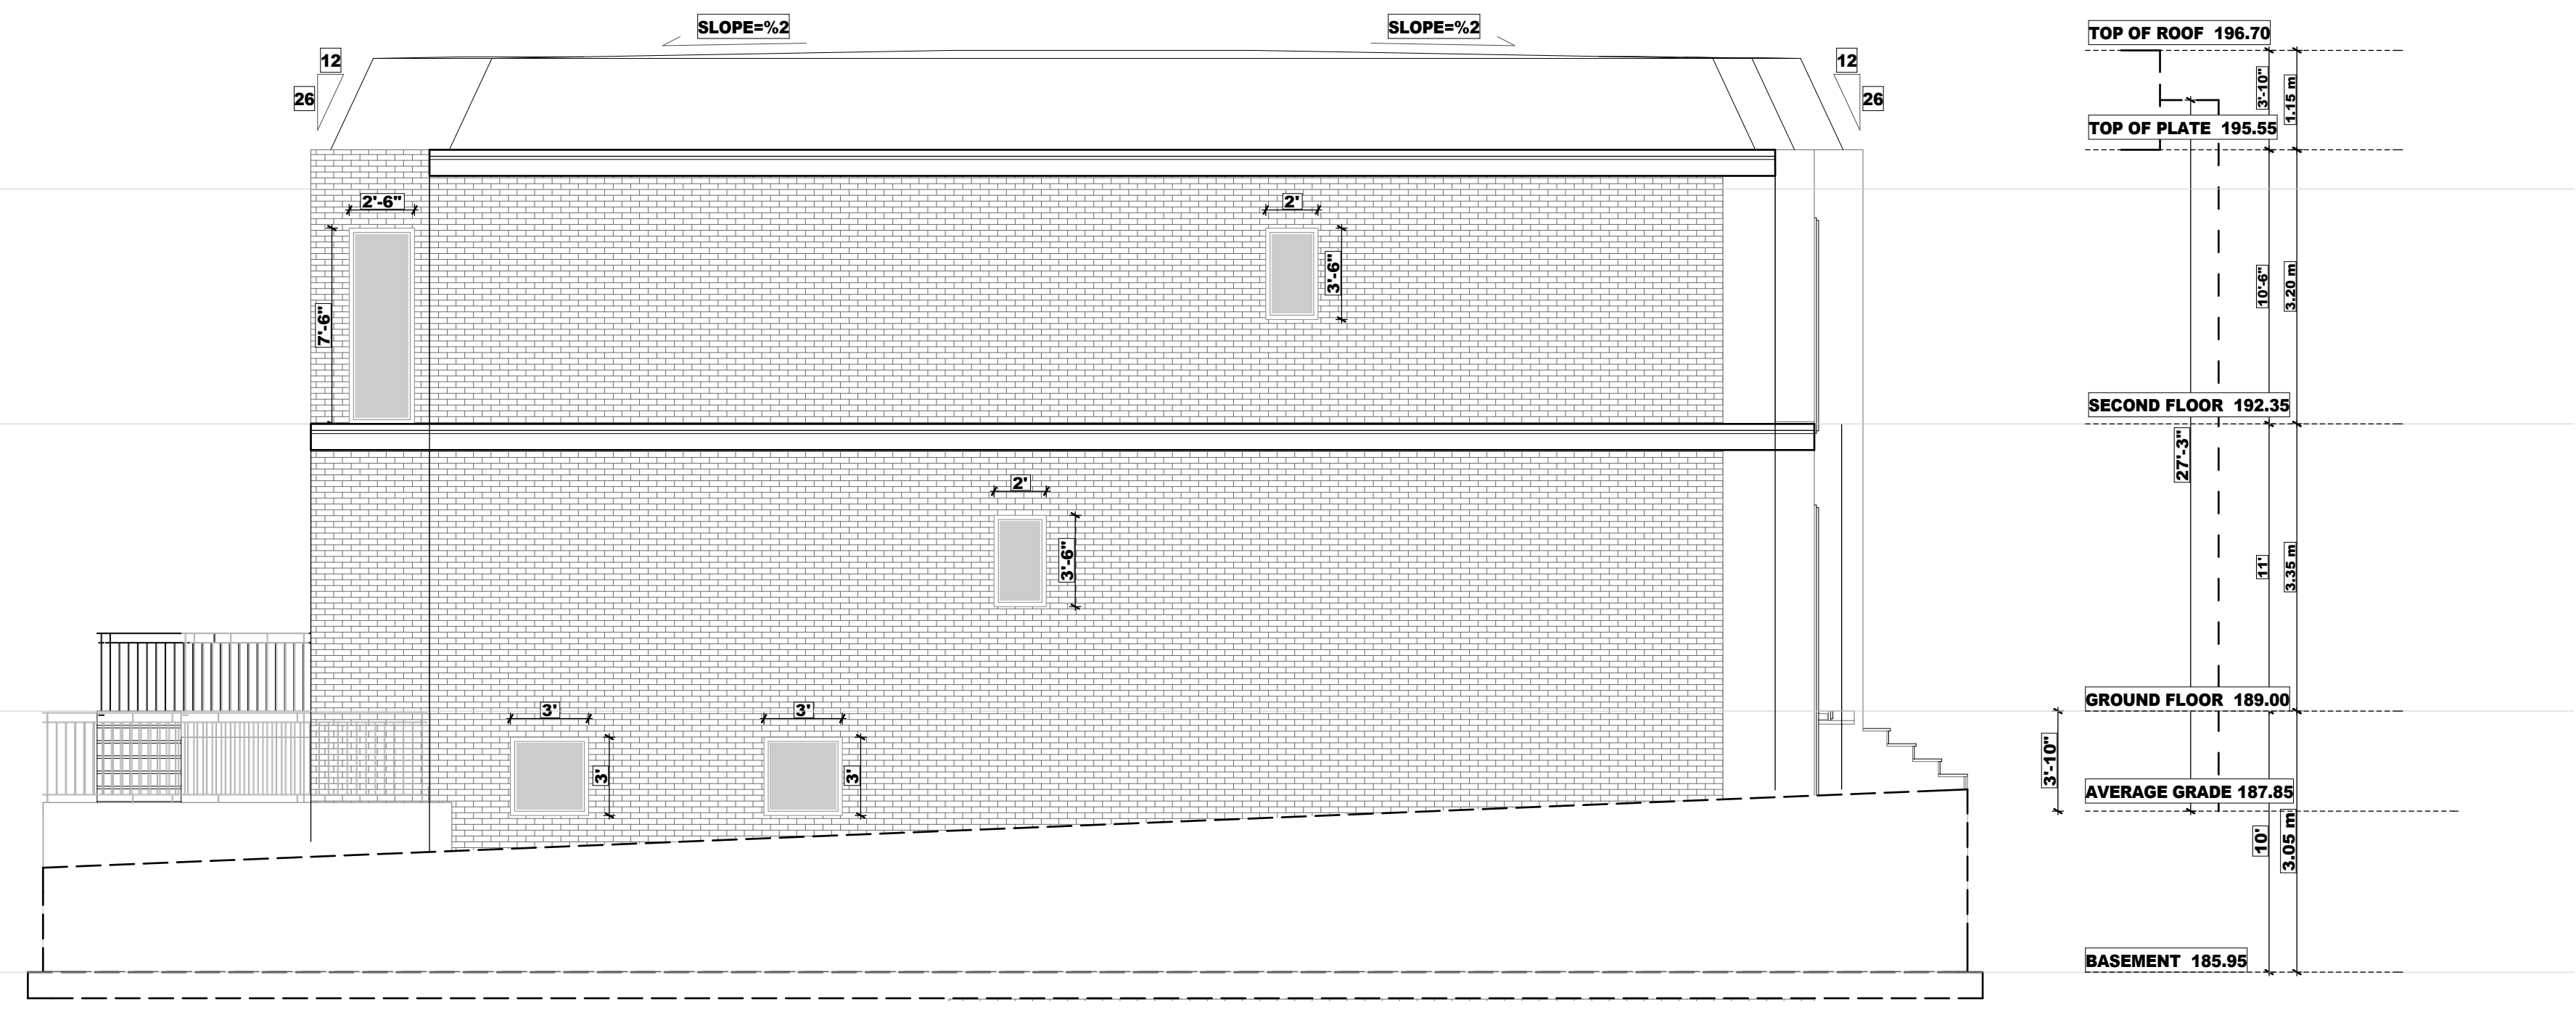 SLOPE=%2
SLOPE=%2
12
26
12
26
TOP OF ROOF 196.70
3'-10"
1.15 m
TOP OF PLATE 195.55
2'-6"
7'-6"
2'
3'-6"
10'-6"
3.20 m
SECOND FLOOR 192.35
27'-3"
2'
3'-6"
11'
3.35 m
GROUND FLOOR 189.00
3'
3'
3'
3'
3'-10"
AVERAGE GRADE 187.85
10'
3.05 m
BASEMENT 185.95